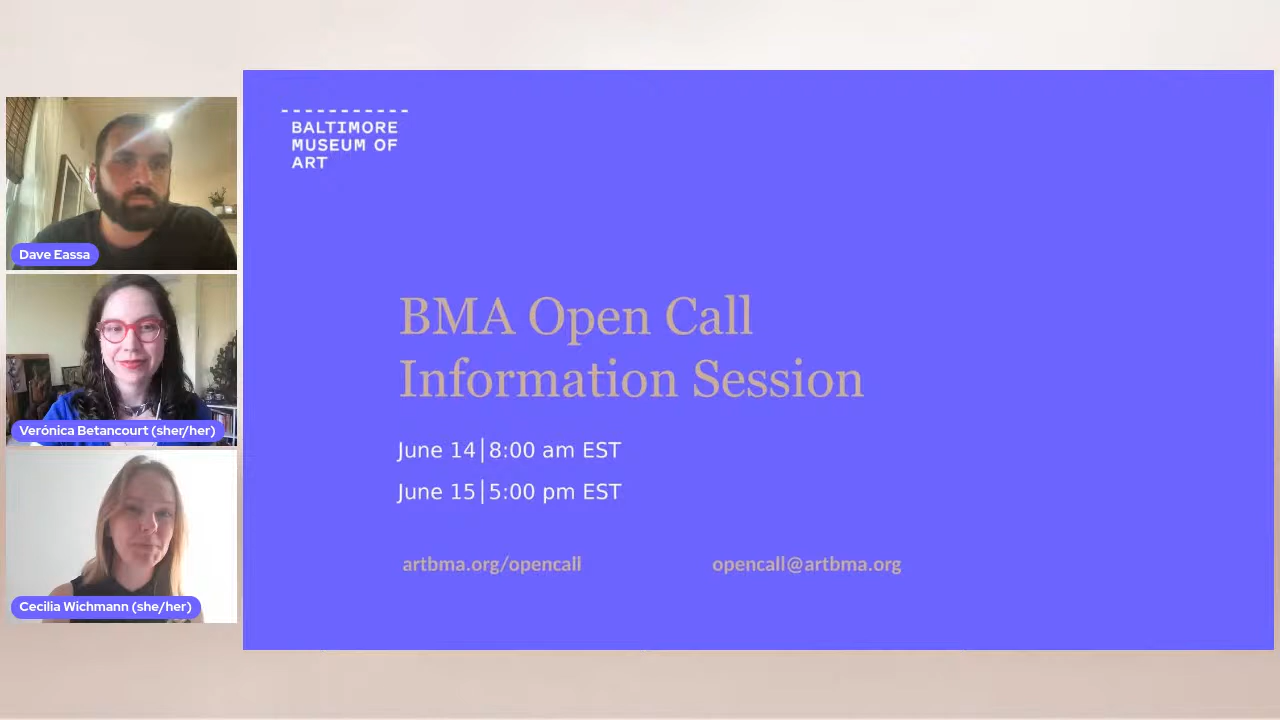 BALTIMORE
MUSEUM OF
ART
BMA Open Call
Information Session
June 14|8:00 am EST
June 15|5:00 pm EST
artbma.org/opencall
opencall@artbma.org
Dave Eassa
Verónica Betancourt (sher/her)
Cecilia Wichmann (she/her)